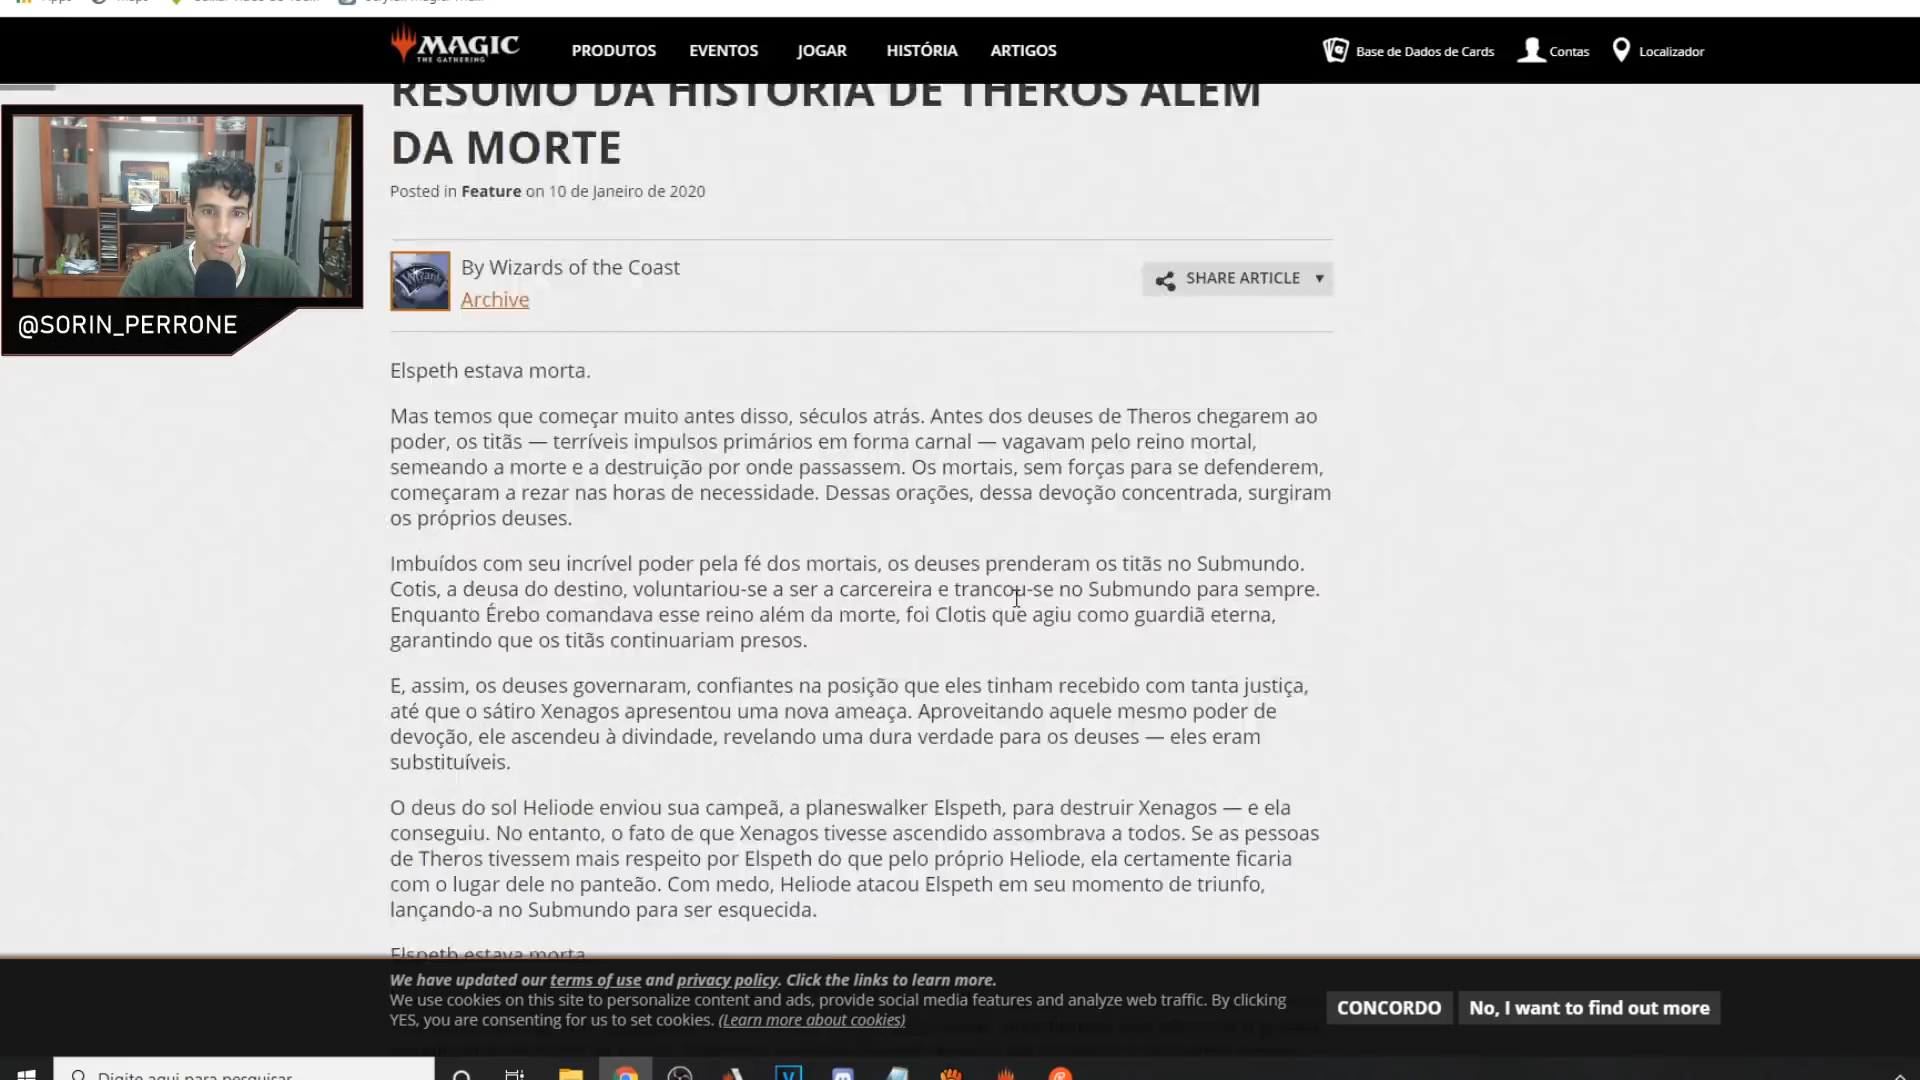 MAGIC
THE GATHERING
PRODUTOS
EVENTOS
JOGAR
HISTÓRIA
ARTIGOS
Base de Dados de Cards
Contas
Localizador
RESUMO DA HISTÓRIA DE THEROS ALÉM
DA MORTE
Posted in Feature on 10 de Janeiro de 2020
By Wizards of the Coast
Archive
SHARE ARTICLE
@SORIN_PERRONE
Elspeth estava morta.
Mas temos que começar muito antes disso, séculos atrás. Antes dos deuses de Theros chegarem ao
poder, os titãs — terríveis impulsos primários em forma carnal — vagavam pelo reino mortal,
semeando a morte e a destruição por onde passassem. Os mortais, sem forças para se defenderem,
começaram a rezar nas horas de necessidade. Dessas orações, dessa devoção concentrada, surgiram
os próprios deuses.
Imbuídos com seu incrível poder pela fé dos mortais, os deuses prenderam os titãs no Submundo.
Cotis, a deusa do destino, voluntariou-se a ser a carcereira e trancou-se no Submundo para sempre.
Enquanto Érebo comandava esse reino além da morte, foi Clotis que agiu como guardiã eterna,
garantindo que os titãs continuariam presos.
E, assim, os deuses governaram, confiantes na posição que eles tinham recebido com tanta justiça,
até que o sátiro Xenagos apresentou uma nova ameaça. Aproveitando aquele mesmo poder de
devoção, ele ascendeu à divindade, revelando uma dura verdade para os deuses — eles eram
substituíveis.
O deus do sol Heliode enviou sua campeã, a planeswalker Elspeth, para destruir Xenagos — e ela
conseguiu. No entanto, o fato de que Xenagos tivesse ascendido assombrava a todos. Se as pessoas
de Theros tivessem mais respeito por Elspeth do que pelo próprio Heliode, ela certamente ficaria
com o lugar dele no panteão. Com medo, Heliode atacou Elspeth em seu momento de triunfo,
lançando-a no Submundo para ser esquecida.
Elspeth estava morta.
We have updated our terms of use and privacy policy. Click the links to learn more.
We use cookies on this site to personalize content and ads, provide social media features and analyze web traffic. By clicking
YES, you are consenting for us to set cookies. (Learn more about cookies)
CONCORDO
No, I want to find out more
Digite aqui para pesquisar